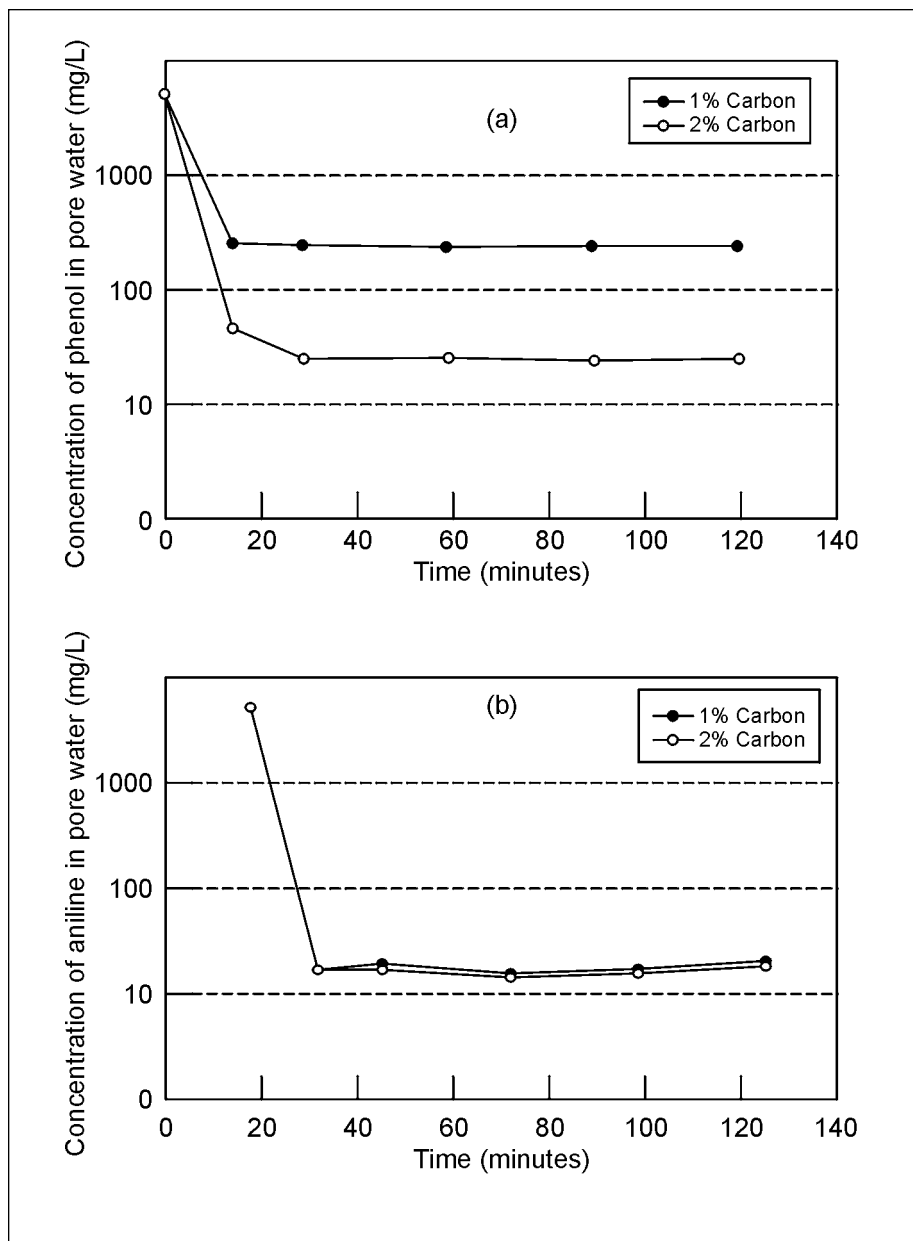 Concentration of phenol in pore water (mg/L)
(a)
1% Carbon
2% Carbon
1000
100
10
0
0 20 40 60 80 100 120 140
Time (minutes)
Concentration of aniline in pore water (mg/L)
(b)
1% Carbon
2% Carbon
1000
100
10
0
0 20 40 60 80 100 120 140
Time (minutes)